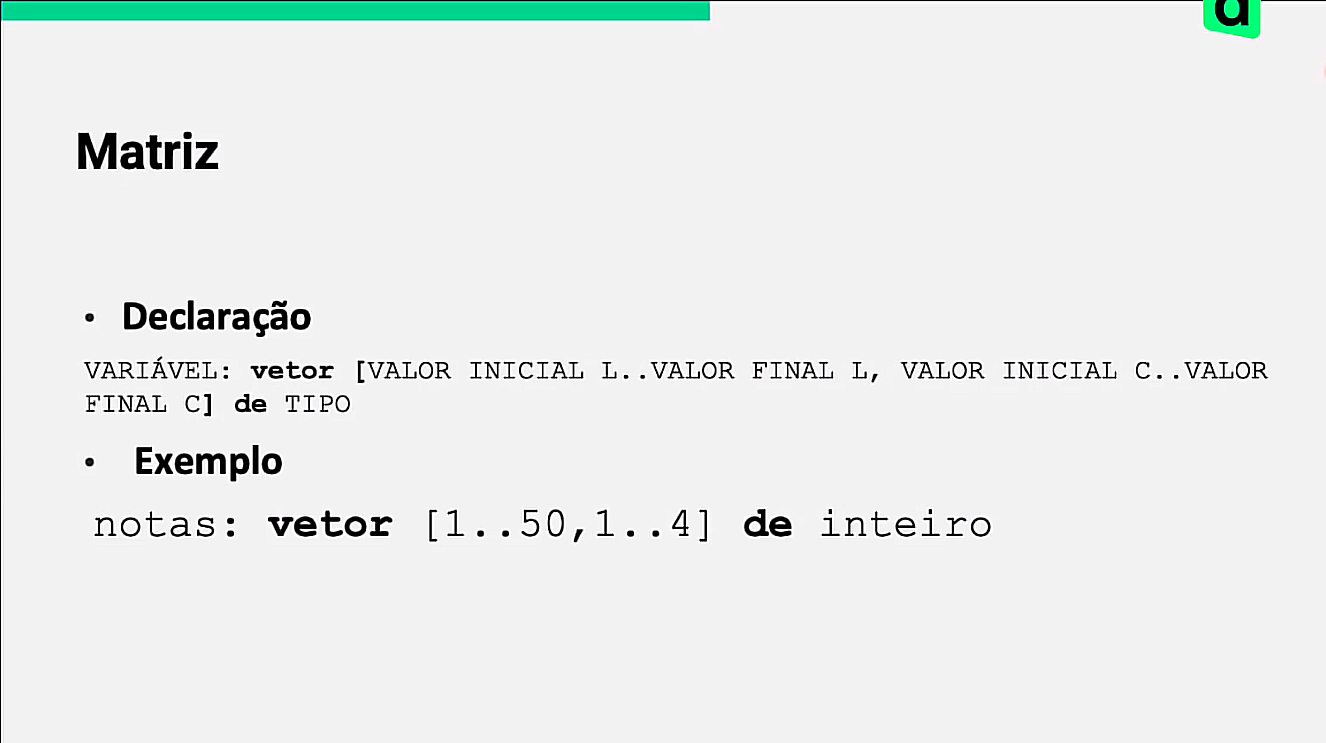 d
Matriz
• Declaração
VARIÁVEL: vetor [VALOR INICIAL L..VALOR FINAL L, VALOR INICIAL C..VALOR
FINAL C] de TIPO
• Exemplo
notas: vetor [1..50,1..4] de inteiro